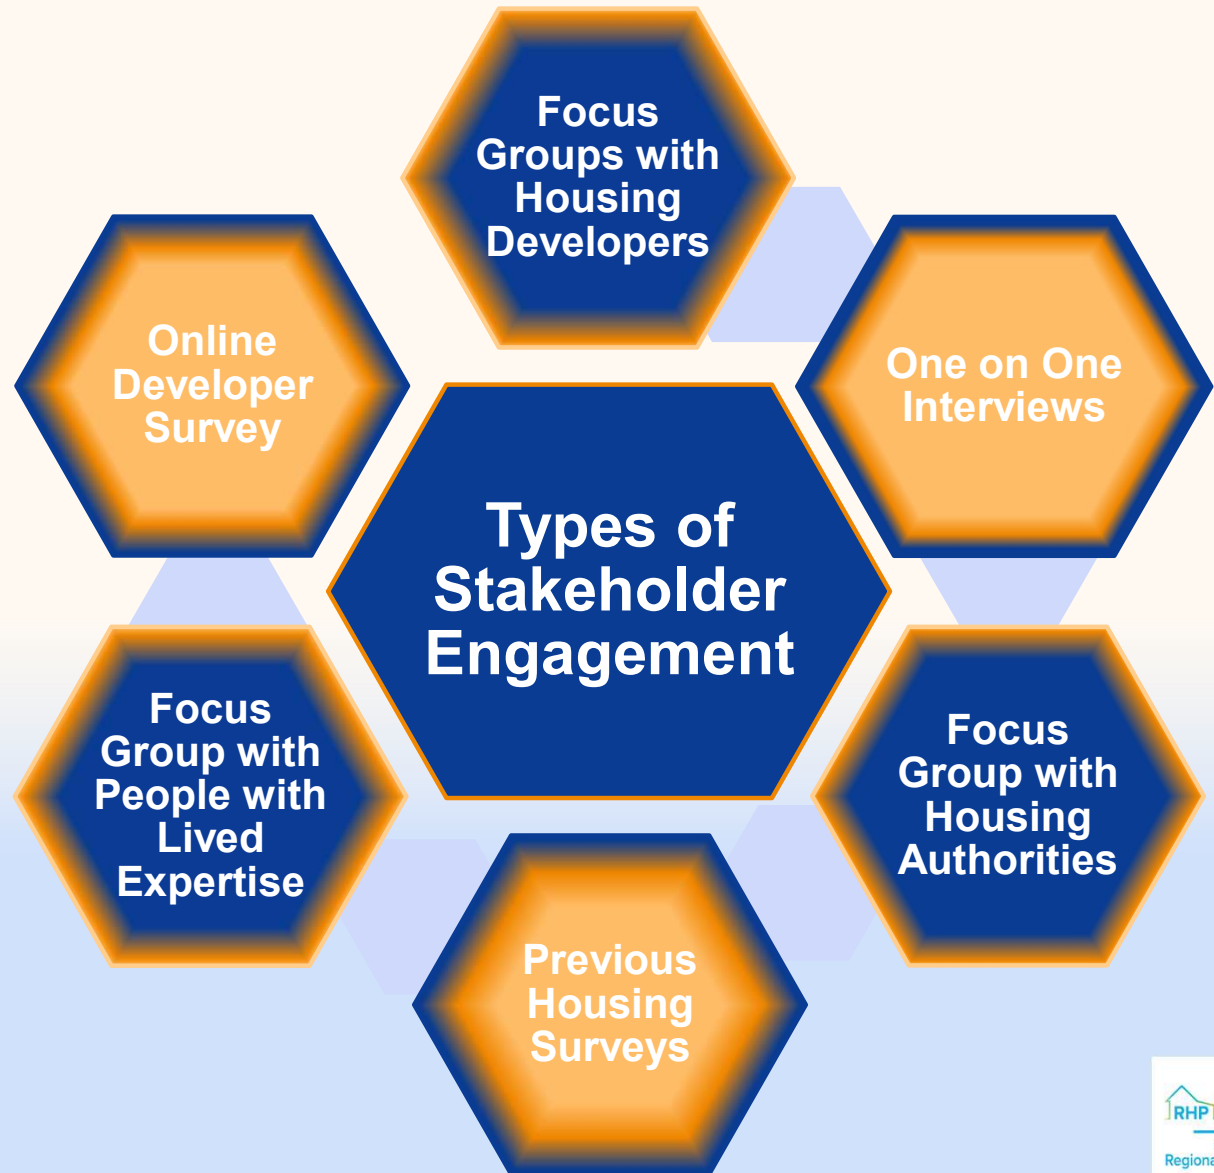 Focus
Groups with
Housing
Developers
Online
Developer
Survey
One on One
Interviews
Types of
Stakeholder
Engagement
Focus
Group with
People with
Lived
Expertise
Focus
Group with
Housing
Authorities
Previous
Housing
Surveys
RHP
Regiona